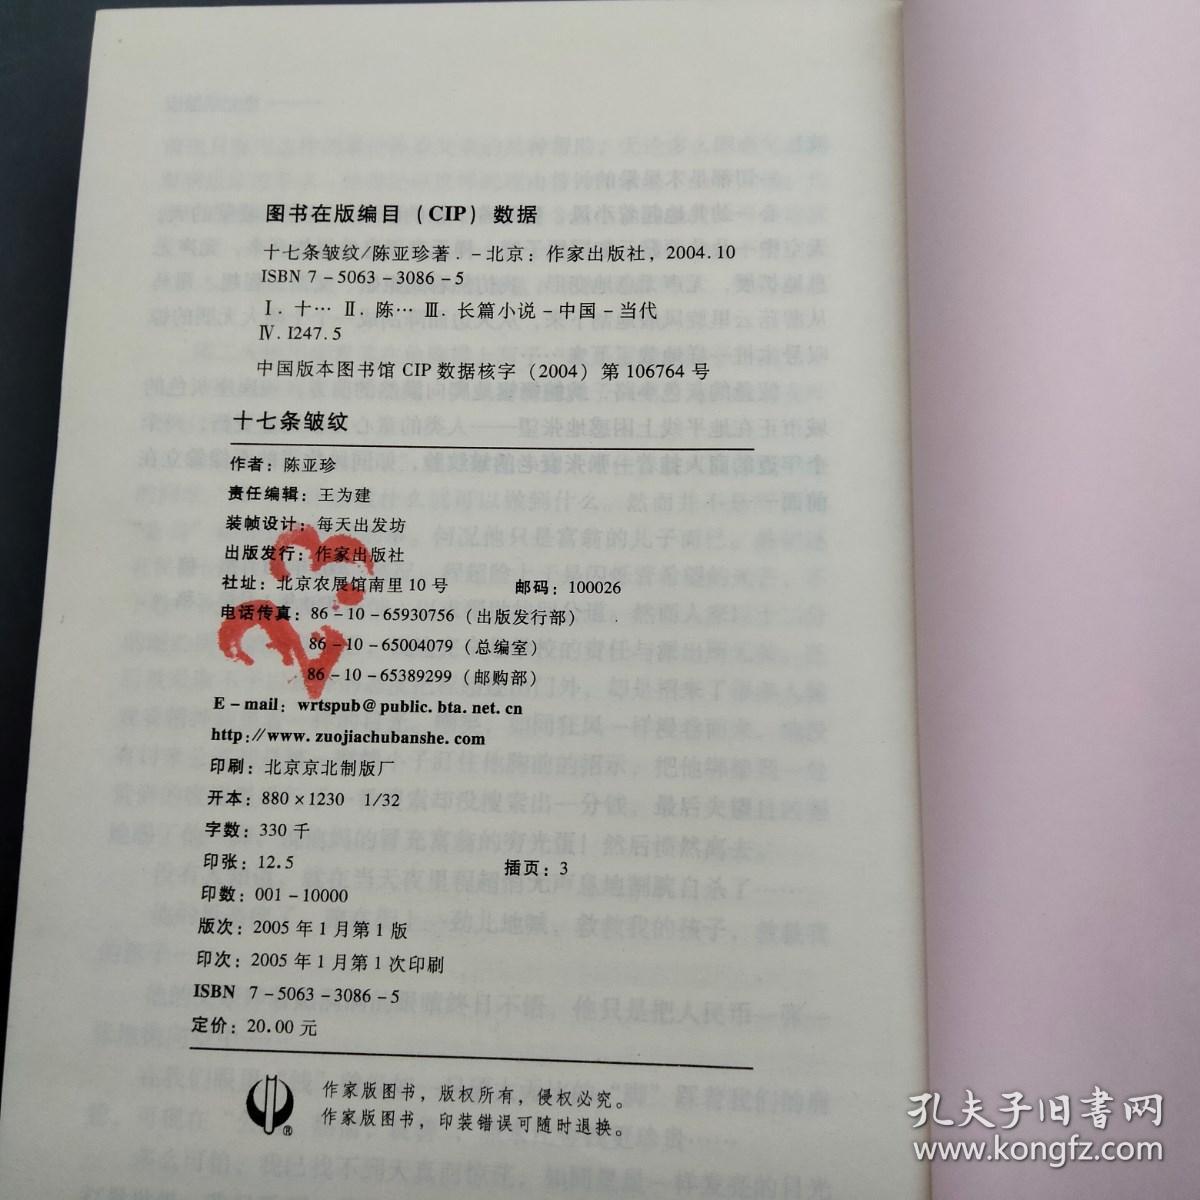 图书在版编目（CIP）数据
十七条皱纹/陈亚珍著．－北京：作家出版社，2004.10
ISBN 7－5063－3086－5
Ⅰ．十…　Ⅱ．陈…　Ⅲ．长篇小说－中国－当代
Ⅳ．I247.5
中国版本图书馆CIP数据核字（2004）第106764号
十七条皱纹
作者：陈亚珍
责任编辑：王为建
装帧设计：每天出发坊
出版发行：作家出版社
社址：北京农展馆南里10号　邮码：100026
电话传真：86－10－65930756（出版发行部）
86－10－65004079（总编室）
86－10－65389299（邮购部）
E－mail：wrtspub＠public.bta.net.cn
http：//www.zuojiachubanshe.com
印刷：北京京北制版厂
开本：880×1230　1/32
字数：330千
印张：12.5　插页：3
印数：001－10000
版次：2005年1月第1版
印次：2005年1月第1次印刷
ISBN 7－5063－3086－5
定价：20.00元
作家版图书，版权所有，侵权必究。
作家版图书，印装错误可随时退换。
®
23
孔夫子旧书网
www.kongfz.com